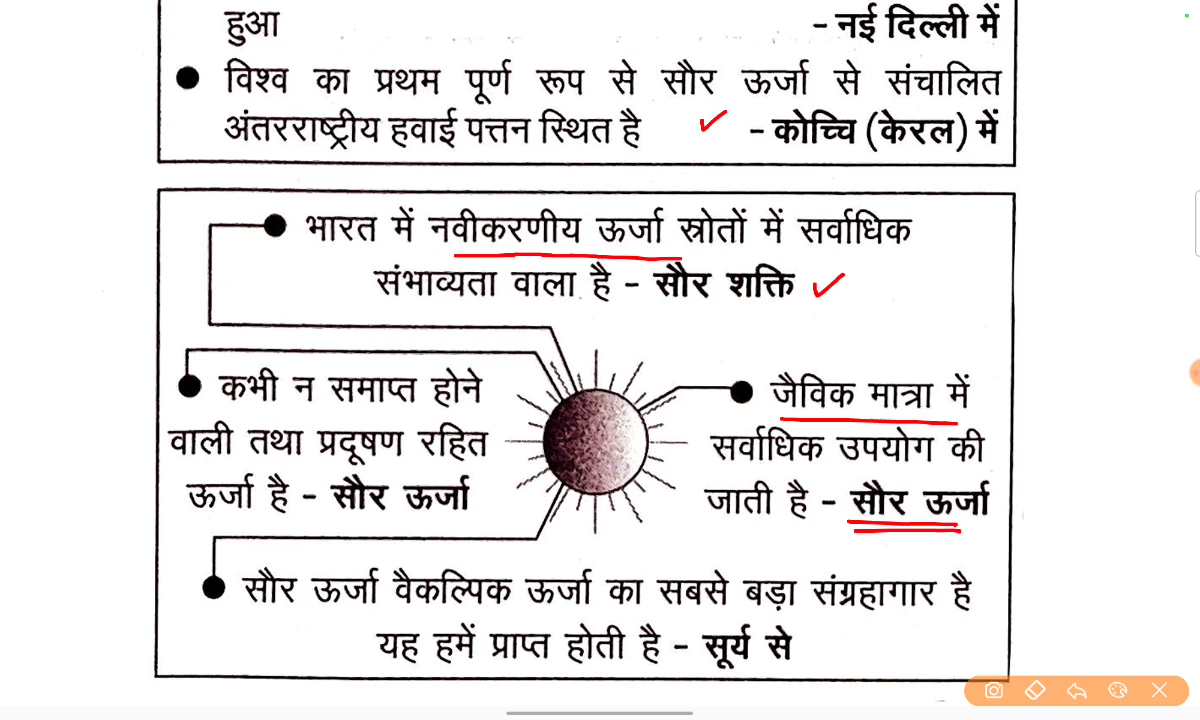 हुआ – नई दिल्ली में
● विश्व का प्रथम पूर्ण रूप से सौर ऊर्जा से संचालित
अंतरराष्ट्रीय हवाई पत्तन स्थित है – कोच्चि (केरल) में
● भारत में नवीकरणीय ऊर्जा स्रोतों में सर्वाधिक
संभाव्यता वाला है – सौर शक्ति
● कभी न समाप्त होने
वाली तथा प्रदूषण रहित
ऊर्जा है – सौर ऊर्जा
● जैविक मात्रा में
सर्वाधिक उपयोग की
जाती है – सौर ऊर्जा
● सौर ऊर्जा वैकल्पिक ऊर्जा का सबसे बड़ा संग्रहागार है
यह हमें प्राप्त होती है – सूर्य से